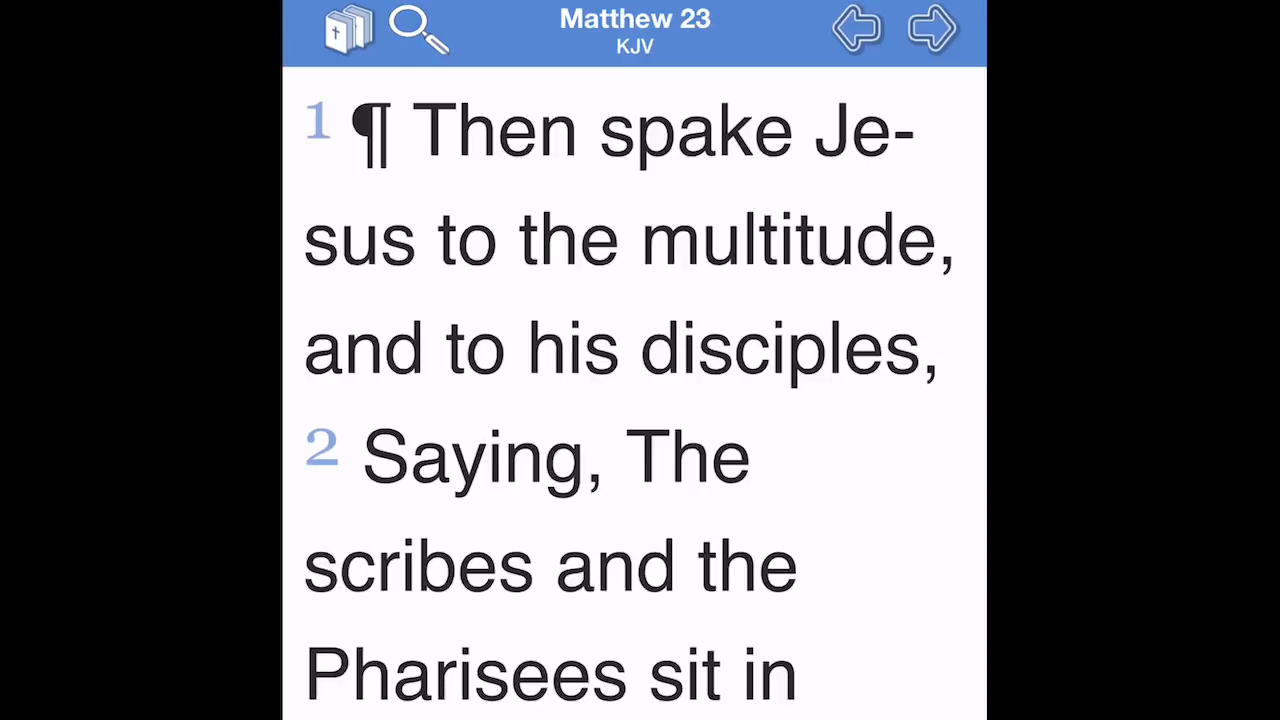 Matthew 23
KJV
1 ¶ Then spake Je-
sus to the multitude,
and to his disciples,
2 Saying, The
scribes and the
Pharisees sit in